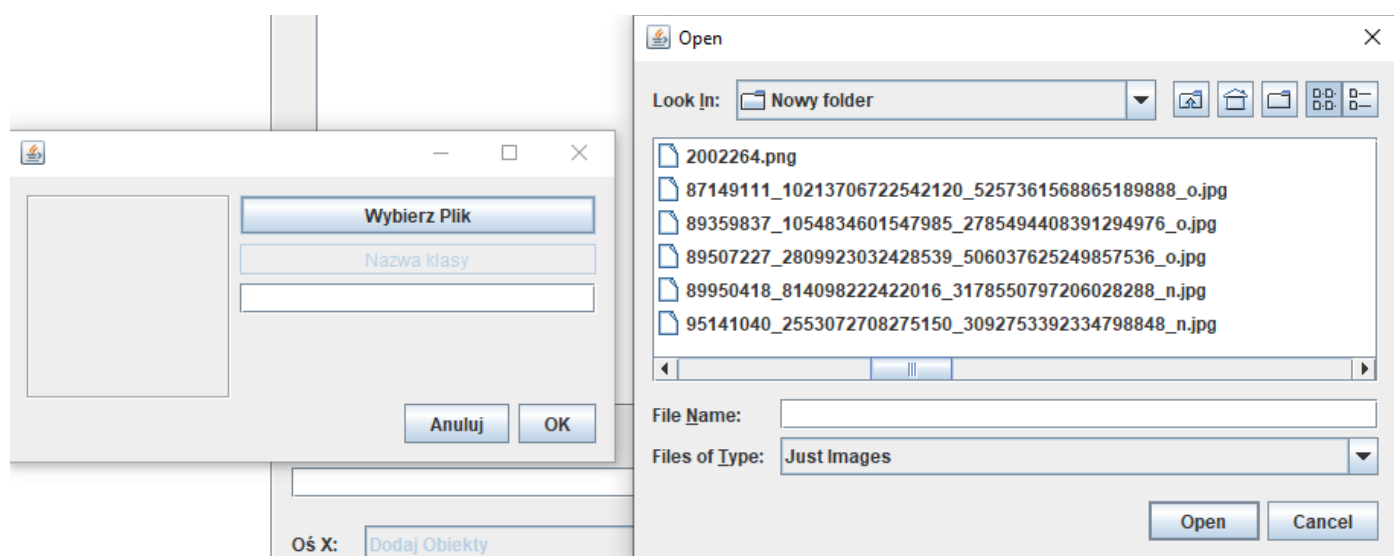 Wybierz Plik
Nazwa klasy
Anuluj
OK
Oś X:
Dodaj Obiekty
Open
Look In:
Nowy folder
2002264.png
87149111_10213706722542120_5257361568865189888_o.jpg
89359837_1054834601547985_2785494408391294976_o.jpg
89507227_2809923032428539_506037625249857536_o.jpg
89950418_814098222422016_3178550797206028288_n.jpg
95141040_2553072708275150_3092753392334798848_n.jpg
File Name:
Files of Type:
Just Images
Open
Cancel